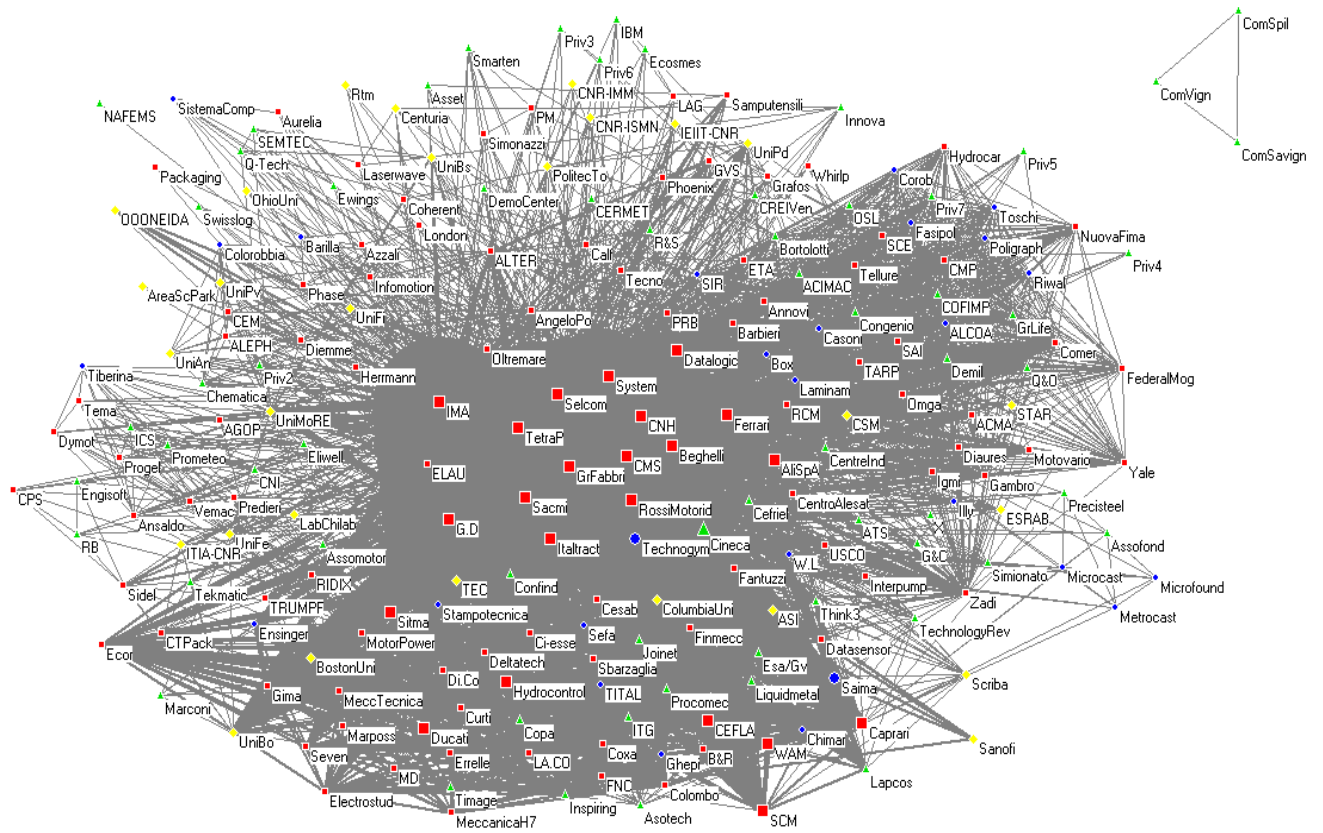 ComSpil
IBM
Priv3
Ecosmes
Smarten
Priv6
ComVign
Rtm
Asset
CNR-IMM
LAG
Samputensili
NAFEMS
SistemaComp
Aurelia
Centuria
PM
CNR-ISMN
IEIIT-CNR
Innova
SEMTEC
Simonazzi
ComSavign
Q-Tech
UniBs
UniPd
Hydrocar
Priv5
Packaging
Laserwave
PolitecTo
GVS
Whirlp
Corob
OhioUni
Ewings
Phoenix
Grafos
Swisslog
Coherent
DemoCenter
CERMET
CREIVen
OSL
Priv7
Toschi
OOONEIDA
London
R&S
Fasipol
NuovaFima
Colorobbia
Barilla
Azzali
ALTER
Calf
Bortolotti
SCE
Poligraph
Priv4
AreaScPark
UniPv
Phase
Infomotion
Tecno
SIR
ETA
ACIMAC
Tellure
CMP
Riwal
CEM
UniFi
AngeloPo
PRB
Annovi
COFIMP
ALEPH
Diemme
Barbieri
Casoni
Congenio
ALCOA
GrLife
UniAn
Oltremare
Datalogic
Box
SAI
Comer
Tiberina
Priv2
Herrmann
System
TARP
Demil
Q&O
FederalMog
Chematica
Selcom
Laminam
Tema
UniMoRE
IMA
CNH
Ferrari
RCM
CSM
Omga
ACMA
STAR
Dymot
ICS
AGOP
TetraP
Beghelli
Prometeo
Eliwell
CMS
AliSpA
CentreInd
Diaures
Motovario
Progel
CNI
ELAU
GrFabbri
Igmi
Gambro
Yale
CPS
Engisoft
Vemac
Predieri
Sacmi
RossiMotorid
Cefriel
CentroAlesat
Illy
Precisteel
Ansaldo
LabChilab
G.D
Cineca
ATS
ESRAB
RB
UniFe
ITIA-CNR
Assomotor
Italtract
Technogym
W.L
USCO
G&C
Assofond
Sidel
Tekmatic
RIDIX
TEC
Confind
Fantuzzi
Interpump
Simionato
Microcast
Microfound
TRUMPF
Sitma
Stampotecnica
Cesab
ColumbiaUni
ASI
Think3
Zadi
Metrocast
Ecor
CTPack
Ensinger
MotorPower
Ci-esse
Sefa
Finmecc
TechnologyRev
BostonUni
Deltatech
Joinet
Esa/Gv
Datasensor
Sbarzaglia
Marconi
Gima
MeccTecnica
Di.Co
Hydrocontrol
TITAL
Procomec
Liquidmetal
Saima
Scriba
Curti
Copa
ITG
CEFLA
UniBo
Marposs
Ducati
Chimar
Caprari
Sanofi
Seven
Errelle
LA.CO
Coxa
Ghepi
B&R
WAM
MD
FNC
Lapcos
Electrostud
Timage
Inspiring
Colombo
MeccanicaH7
Asotech
SCM